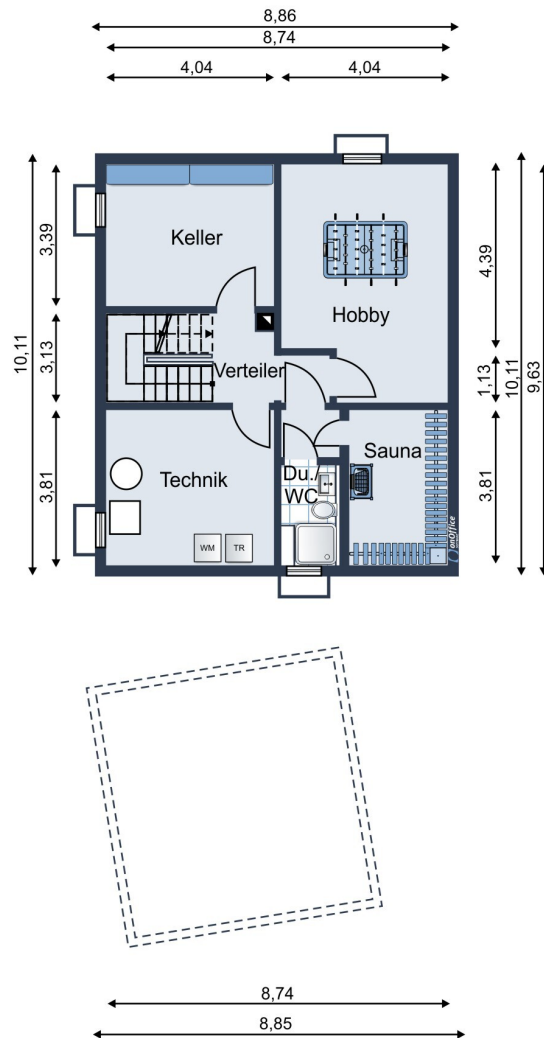 8,86
8,74
4,04
4,04
10,11
3,39
3,13
3,81
Keller
Hobby
Verteiler
Technik
Sauna
Du./
WC
WM
TR
onOffice
4,39
1,13
3,81
10,11
9,63
8,74
8,85